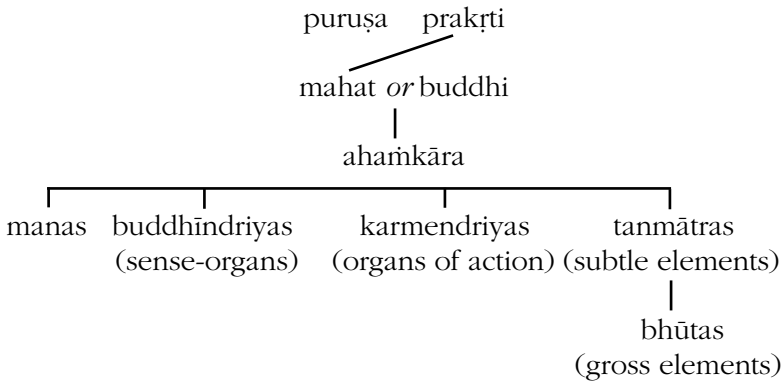 puruṣa prakṛti
mahat or buddhi
ahaṁkāra
manas buddhīndriyas karmendriyas tanmātras
(sense-organs) (organs of action) (subtle elements)
bhūtas
(gross elements)